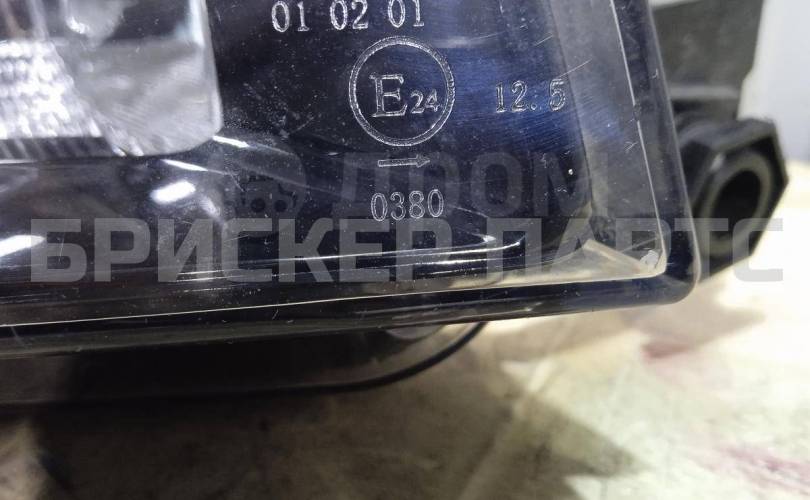 01 02 01
E24 12.5
→
ДРОМ
0380
БРИСКЕР ПАРТС